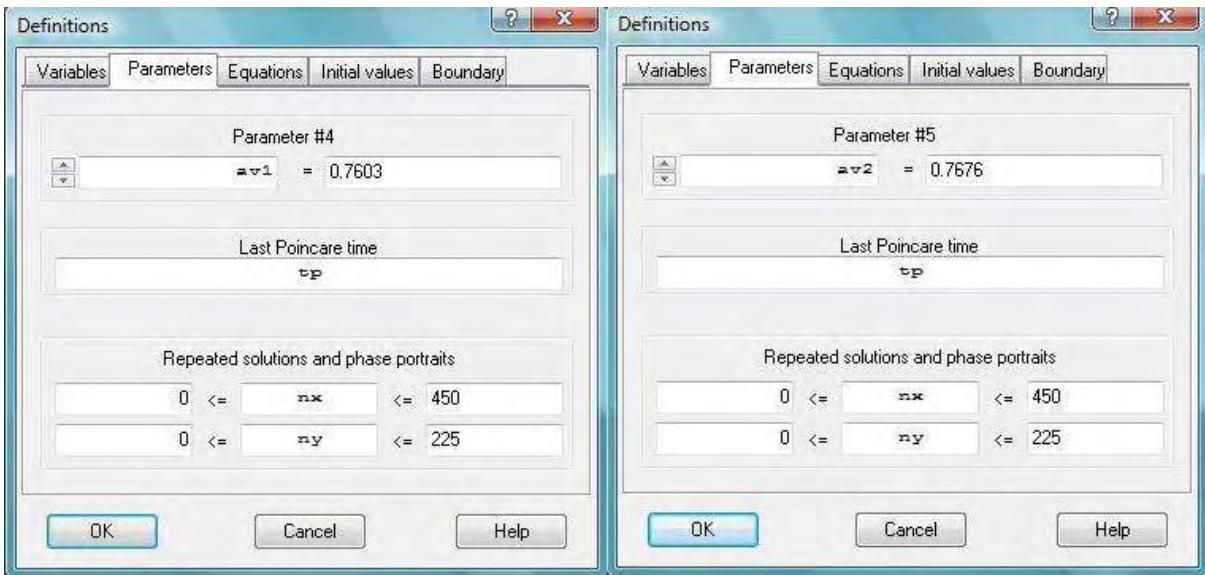 Definitions
Variables Parameters Equations Initial values Boundary
Parameter #4
av1 = 0.7603
Last Poincare time
tp
Repeated solutions and phase portraits
0 <= nx <= 450
0 <= ny <= 225
OK Cancel Help
Definitions
Variables Parameters Equations Initial values Boundary
Parameter #5
av2 = 0.7676
Last Poincare time
tp
Repeated solutions and phase portraits
0 <= nx <= 450
0 <= ny <= 225
OK Cancel Help